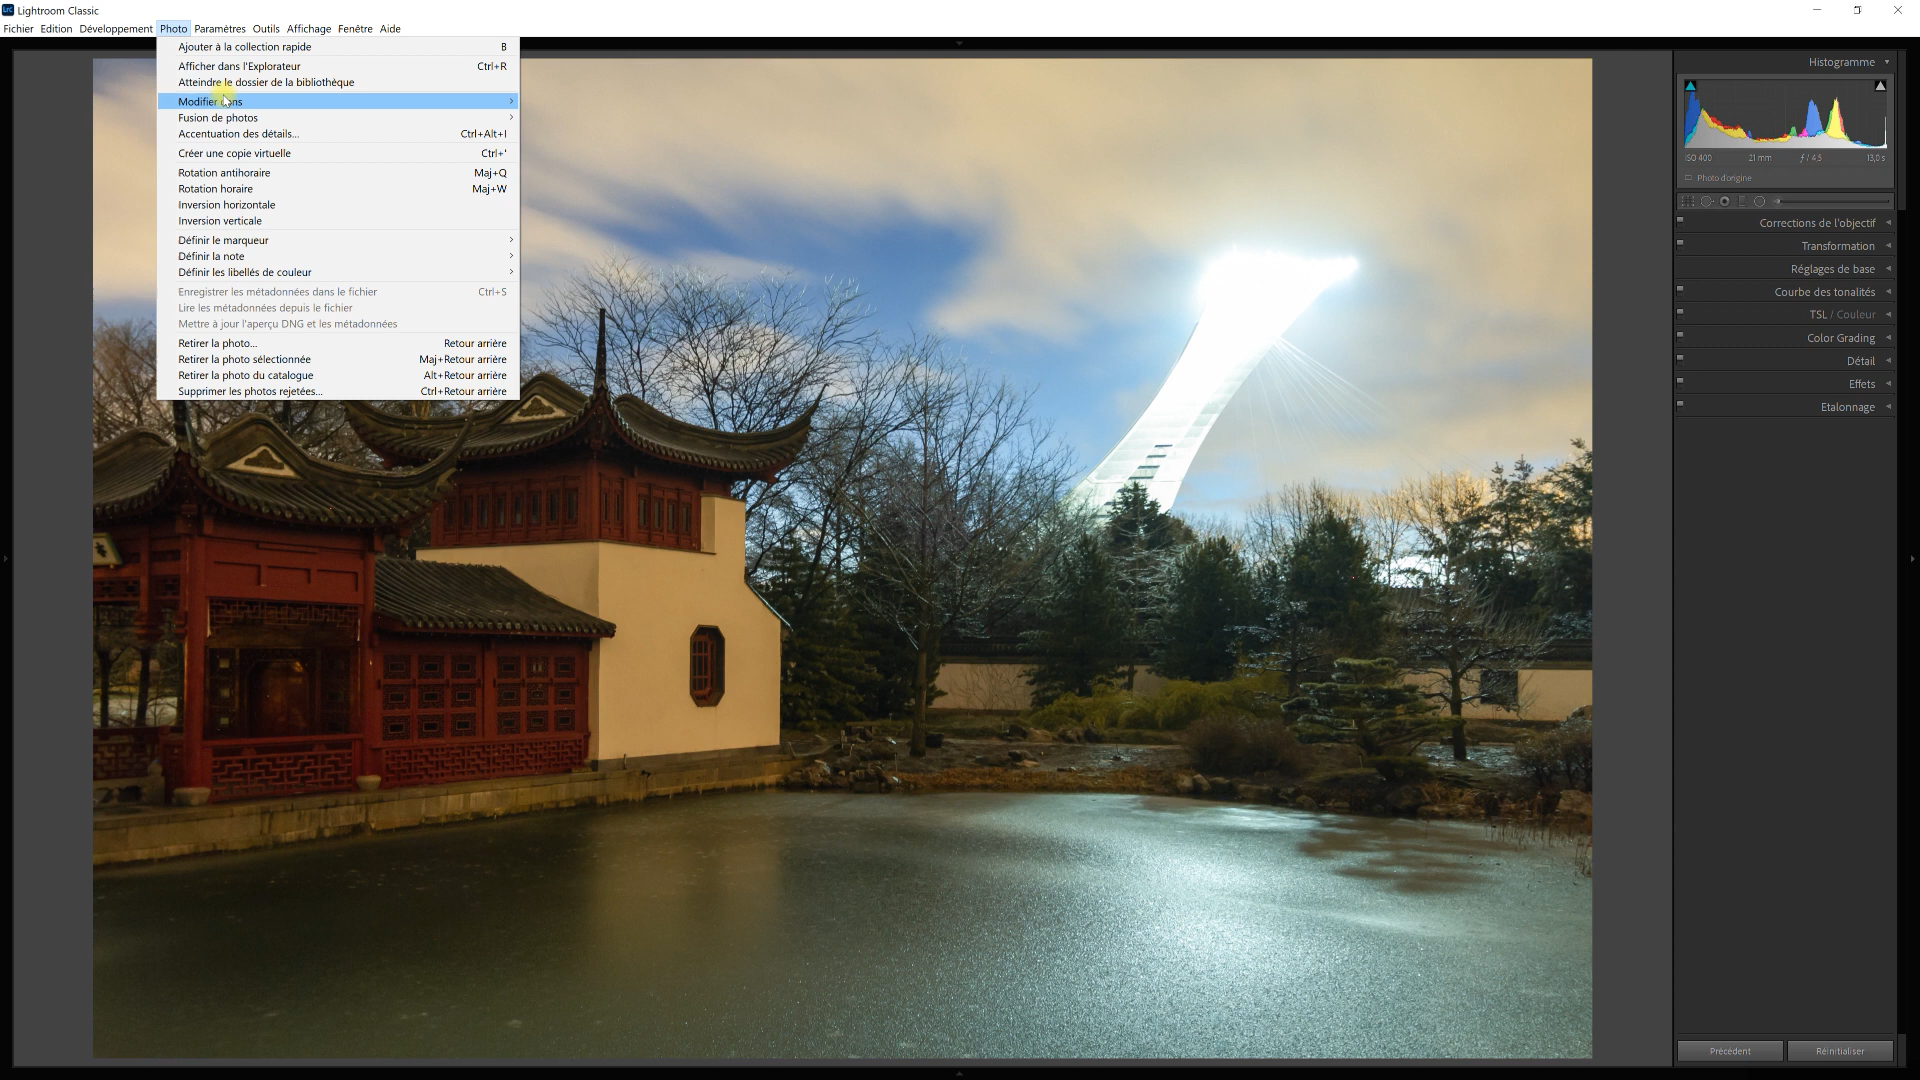 Lightroom Classic
Fichier Edition Développement Photo Paramètres Outils Affichage Fenêtre Aide
Ajouter à la collection rapide B
Afficher dans l'Explorateur Ctrl+R
Atteindre le dossier de la bibliothèque
Modifier
Fusion de photos
Accentuation des détails... Ctrl+Alt+I
Créer une copie virtuelle Ctrl+'
Rotation antihoraire Maj+Q
Rotation horaire Maj+W
Inversion horizontale
Inversion verticale
Définir le marqueur
Définir la note
Définir les libellés de couleur
Enregistrer les métadonnées dans le fichier Ctrl+S
Lire les métadonnées depuis le fichier
Mettre à jour l'aperçu DNG et les métadonnées
Retirer la photo... Retour arrière
Retirer la photo sélectionnée Maj+Retour arrière
Retirer la photo du catalogue Alt+Retour arrière
Supprimer les photos rejetées... Ctrl+Retour arrière
Histogramme
ISO 400 21 mm ƒ / 4,5 13,0 s
Photo d'origine
Corrections de l'objectif
Transformation
Réglages de base
Courbe des tonalités
TSL / Couleur
Color Grading
Détail
Effets
Etalonnage
Précédent Réinitialiser